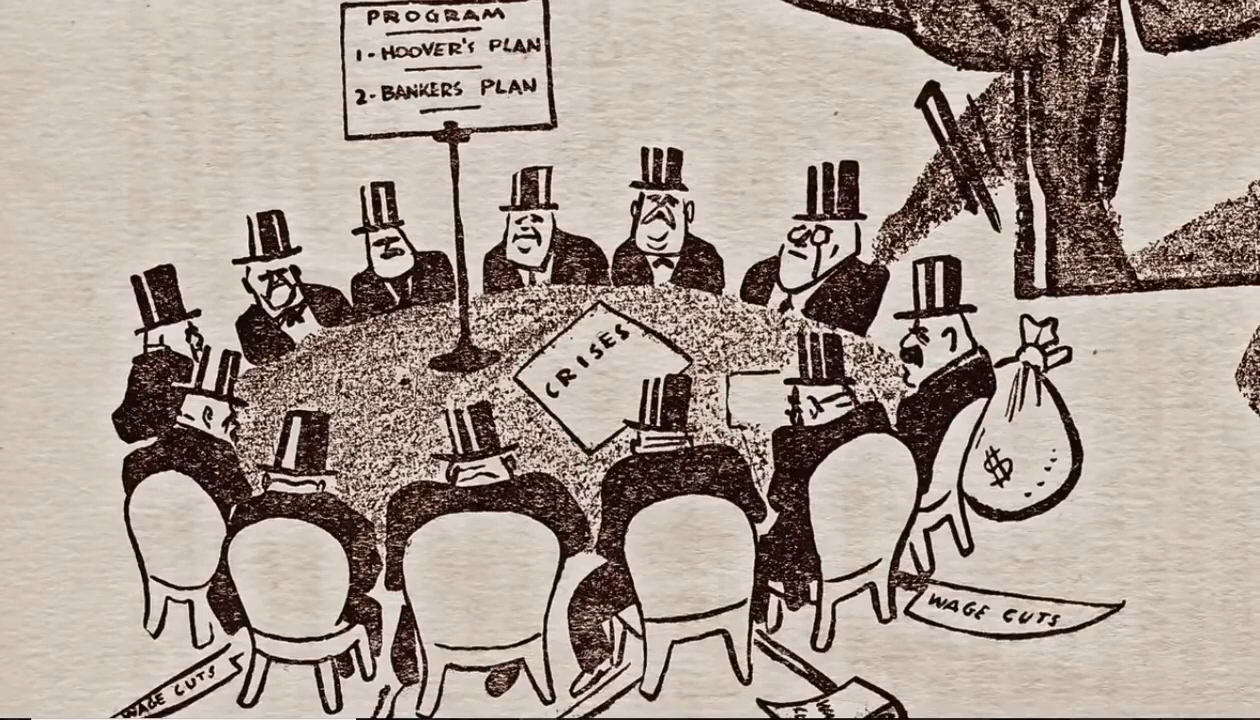 PROGRAM
1-HOOVER'S PLAN
2-BANKERS PLAN
CRISES
$
WAGE CUTS
WAGE CUTS